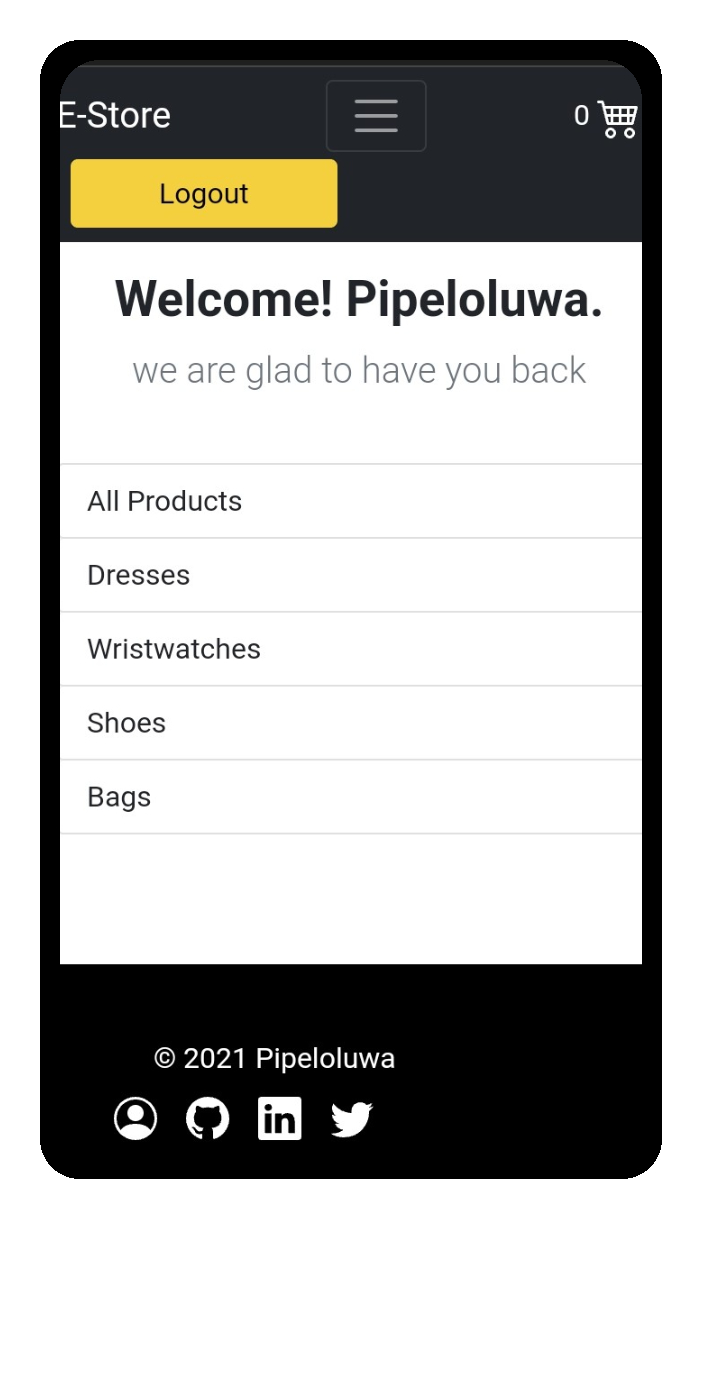 E-Store
0
Logout
Welcome! Pipeloluwa.
we are glad to have you back
All Products
Dresses
Wristwatches
Shoes
Bags
© 2021 Pipeloluwa
in